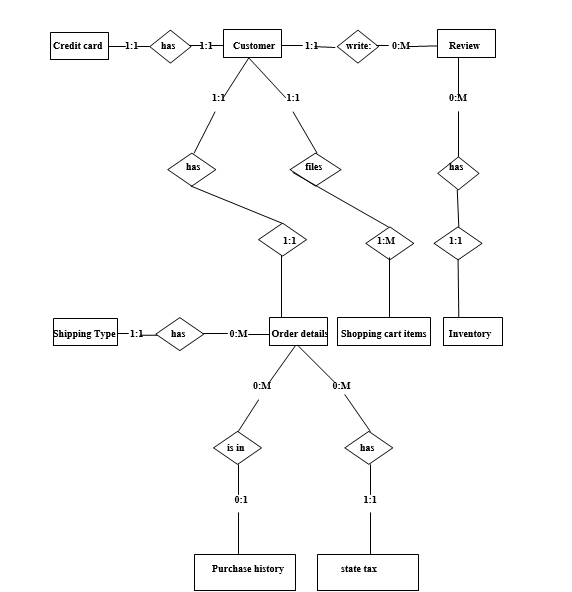 Credit card
1:1
has
1:1
Customer
1:1
write:
0:M
Review
1:1
1:1
0:M
has
files
has
1:1
1:M
1:1
Shipping Type
1:1
has
0:M
Order details
Shopping cart items
Inventory
0:M
0:M
is in
has
0:1
1:1
Purchase history
state tax